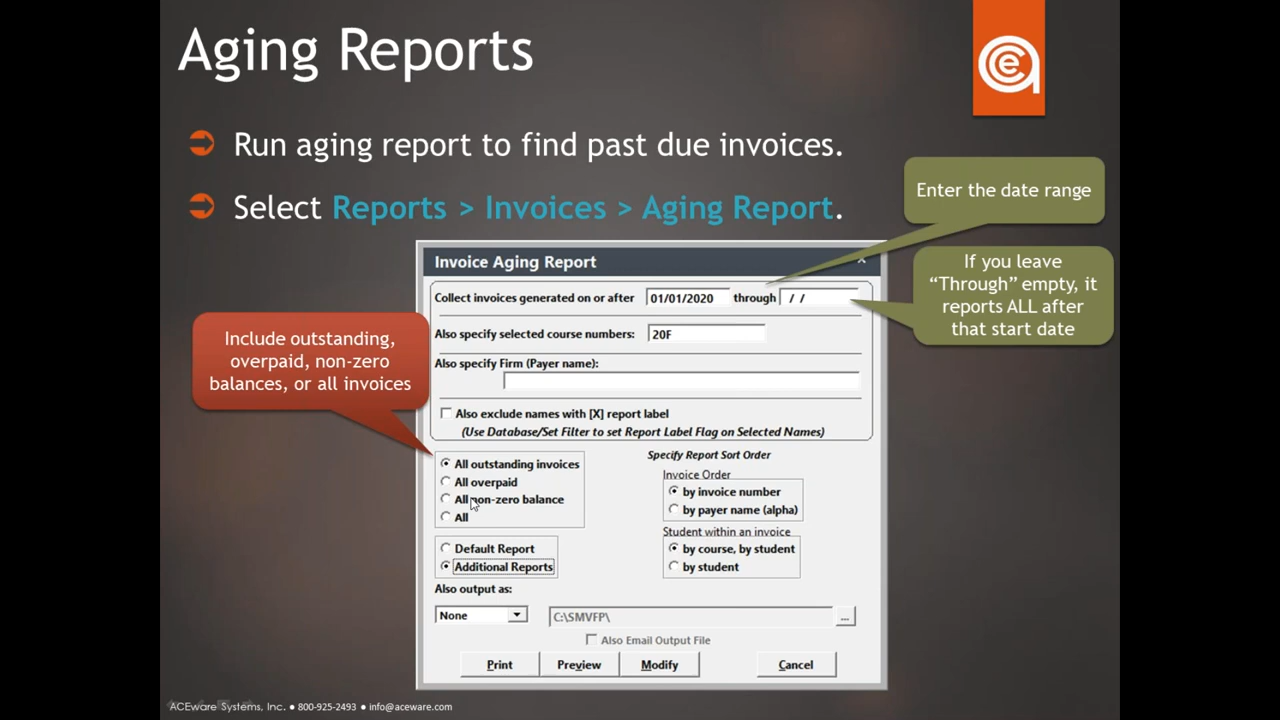 Aging Reports
Run aging report to find past due invoices.
Select Reports > Invoices > Aging Report.
Enter the date range
If you leave
“Through” empty, it
reports ALL after
that start date
Include outstanding,
overpaid, non-zero
balances, or all invoices
Invoice Aging Report
Collect invoices generated on or after 01/01/2020 through / /
Also specify selected course numbers: 20F
Also specify Firm (Payer name):
Also exclude names with [X] report label
(Use Database/Set Filter to set Report Label Flag on Selected Names)
All outstanding invoices
All overpaid
All non-zero balance
All
Default Report
Additional Reports
Specify Report Sort Order
Invoice Order
by invoice number
by payer name (alpha)
Student within an invoice
by course, by student
by student
Also output as:
None C:\SMVFP\ ...
Also Email Output File
Print Preview Modify Cancel
ACEware Systems, Inc. ● 800-925-2493 ● info@aceware.com